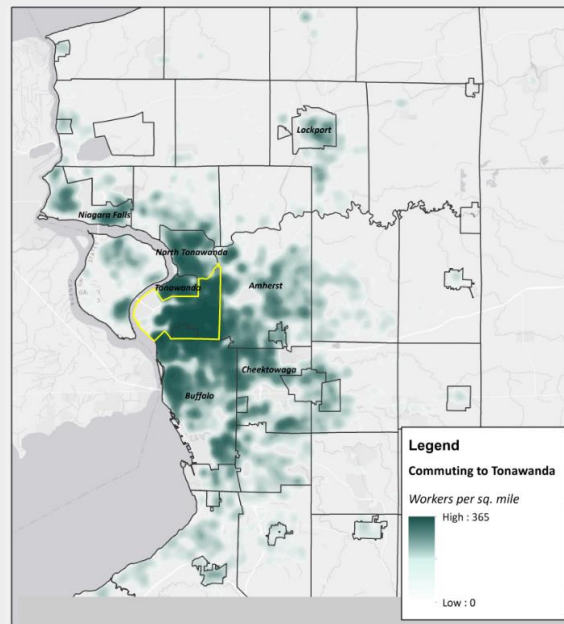 Lockport
Niagara Falls
North Tonawanda
Tonawanda
Amherst
Cheektowaga
Buffalo
Legend
Commuting to Tonawanda
Workers per sq. mile
High : 365
Low : 0